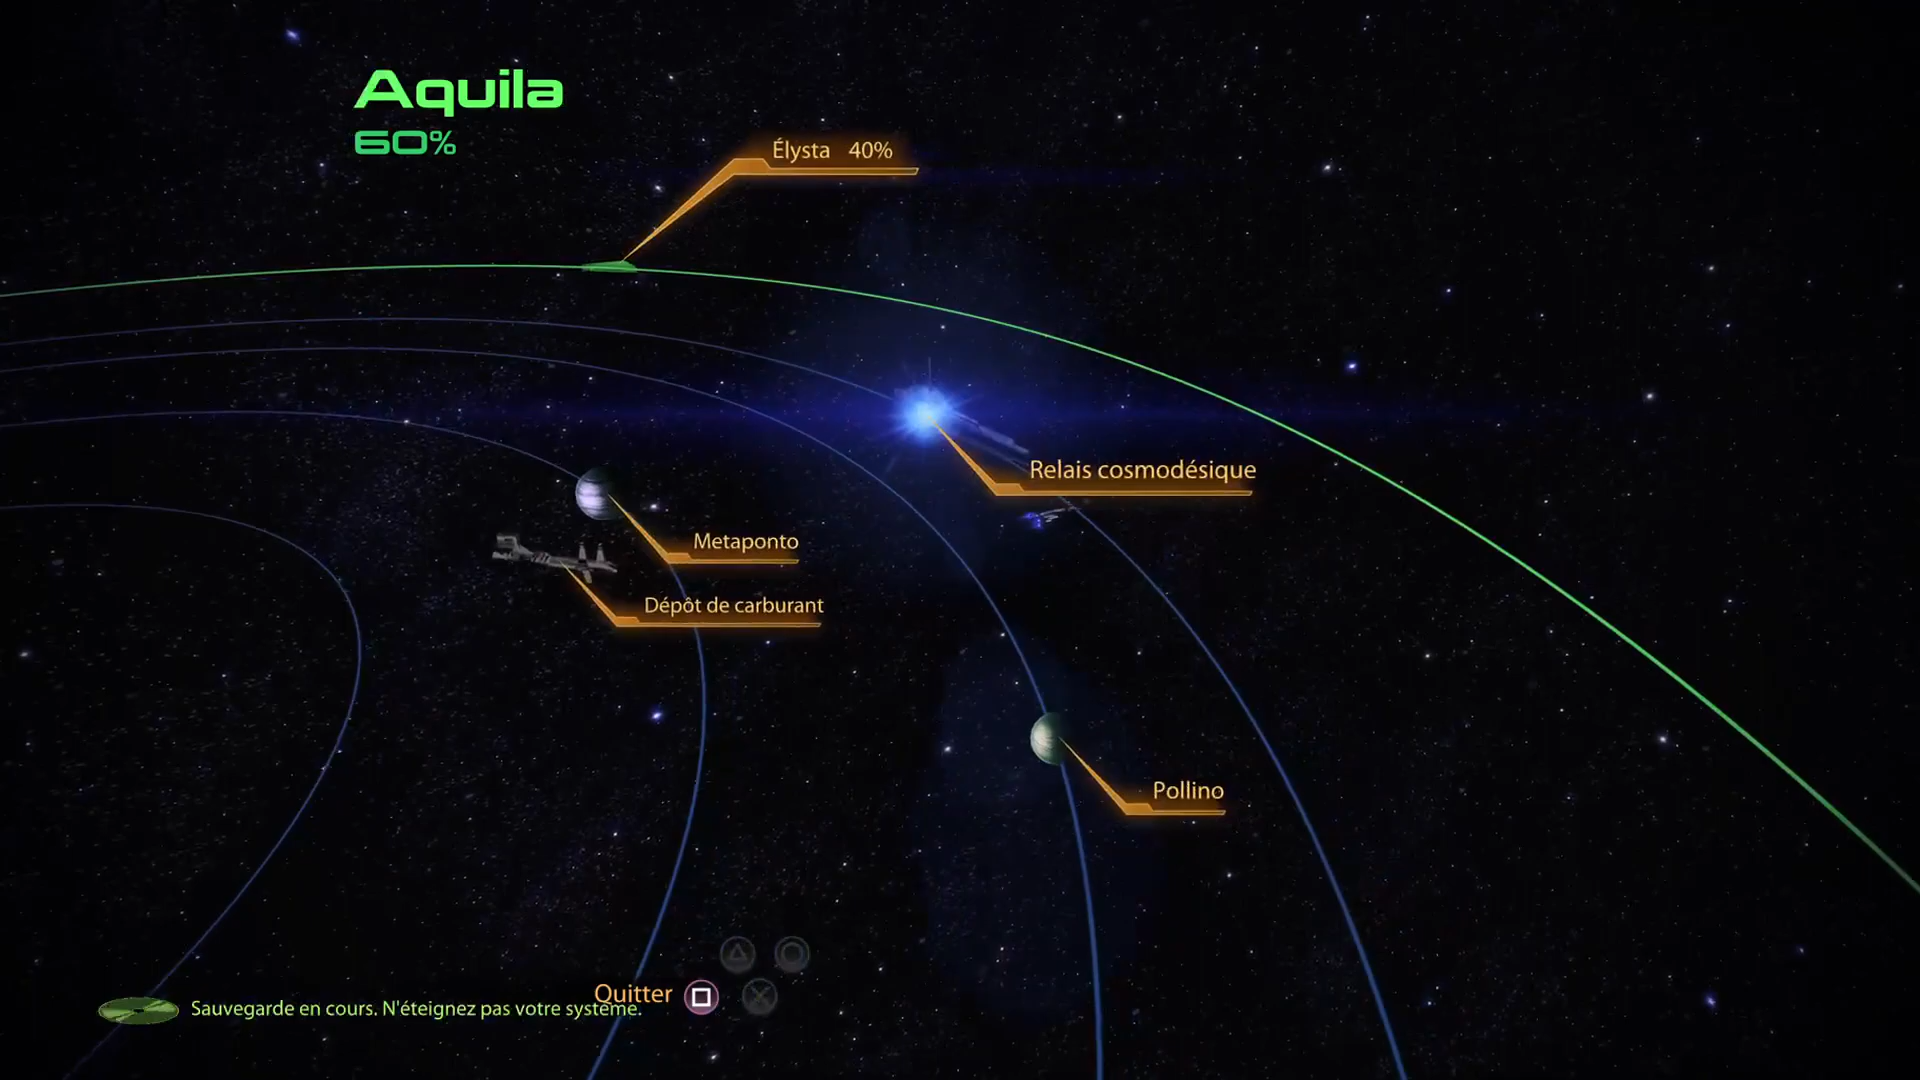 Aquila
60%
Élysta 40%
Relais cosmodésique
Metaponto
Dépôt de carburant
Pollino
Quitter
Sauvegarde en cours. N'éteignez pas votre système.